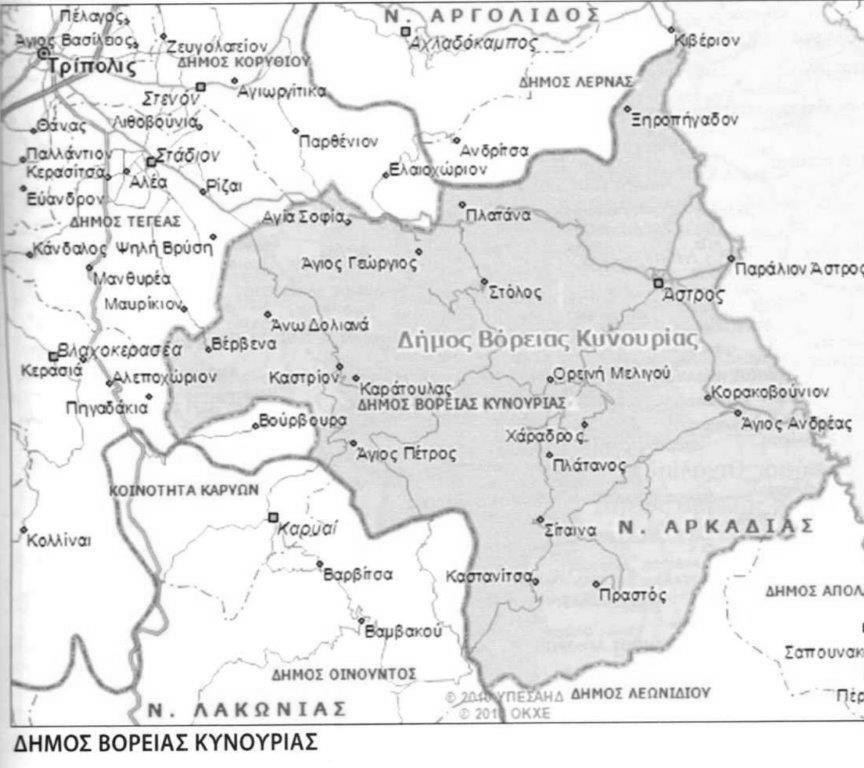 Ν. ΑΡΓΟΛΙΔΟΣ
Πέλαγος
Άγιος Βασίλειος
Ζευγολατείον
Αχλαδόκαμπος
Κιβέριον
Τρίπολις
ΔΗΜΟΣ ΚΟΡΥΘΙΟΥ
ΔΗΜΟΣ ΛΕΡΝΑΣ
Στενόν
Αγιωργίτικα
Ξηροπήγαδον
Θάνας
Λιθοβούνια
Παρθένιον
Ανδρίτσα
Παλλάντιον
Στάδιον
Κερασίτσα
Αλέα
Ελαιοχώριον
Ρίζαι
Εύανδρον
ΔΗΜΟΣ ΤΕΓΕΑΣ
Αγία Σοφία
Πλατάνα
Κάνδαλος
Ψηλή Βρύση
Άγιος Γεώργιος
Παράλιον Άστρος
Μανθυρέα
Στόλος
Άστρος
Μαυρίκιον
Άνω Δολιανά
Δήμος Βόρειας Κυνουρίας
Βλαχοκερασέα
Βέρβενα
Κερασιά
Αλεποχώριον
Καστρίον
Καράτουλας
Ορεινή Μελιγού
Κορακοβούνιον
Πηγαδάκια
ΔΗΜΟΣ ΒΟΡΕΙΑΣ ΚΥΝΟΥΡΙΑΣ
Βούρβουρα
Χάραδρος
Άγιος Ανδρέας
Άγιος Πέτρος
Πλάτανος
ΚΟΙΝΟΤΗΤΑ ΚΑΡΥΩΝ
Κολλίναι
Καρυαί
Σίταινα
Ν. ΑΡΚΑΔΙΑΣ
Βαρβίτσα
Καστανίτσα
Πραστός
ΔΗΜΟΣ ΑΠΟΛ
Βαμβακού
Σαπουνακ
ΔΗΜΟΣ ΟΙΝΟΥΝΤΟΣ
ΔΗΜΟΣ ΛΕΩΝΙΔΙΟΥ
Πέρ
Ν. ΛΑΚΩΝΙΑΣ
© 2010 ΥΠΕΣΑΗΔ
© 2010 ΟΚΧΕ
ΔΗΜΟΣ ΒΟΡΕΙΑΣ ΚΥΝΟΥΡΙΑΣ